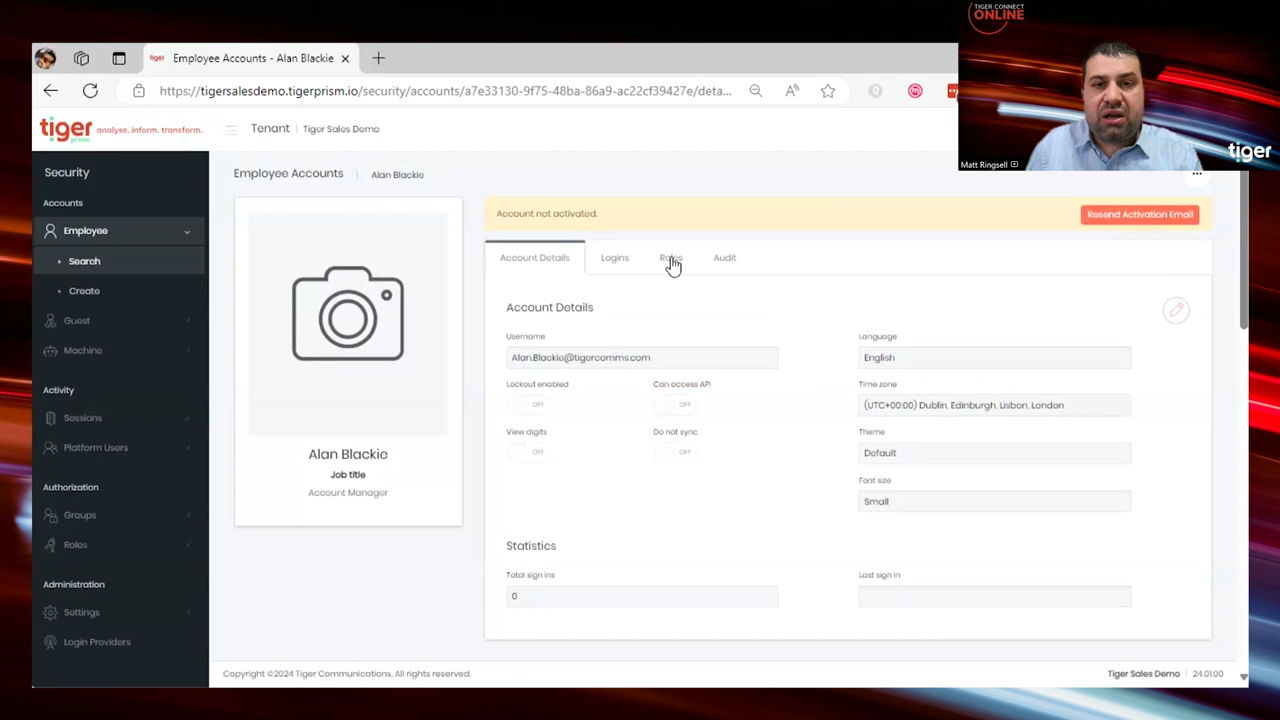 TIGER CONNECT
ONLINE
Employee Accounts - Alan Blackie
https://tigersalesdemo.tigerprism.io/security/accounts/a7e33130-9f75-48ba-86a9-ac22cf39427e/deta...
tiger
prism
analyse. inform. transform.
Tenant | Tiger Sales Demo
Matt Ringsell
tiger
Security
Accounts
Employee
Search
Create
Guest
Machine
Activity
Sessions
Platform Users
Authorization
Groups
Roles
Administration
Settings
Login Providers
Employee Accounts | Alan Blackie
Alan Blackie
Job title
Account Manager
Account not activated.
Resend Activation Email
Account Details Logins Roles Audit
Account Details
Username
Alan.Blackie@tigercomms.com
Lockout enabled Can access API
OFF OFF
View digits Do not sync
OFF OFF
Language
English
Time zone
(UTC+00:00) Dublin, Edinburgh, Lisbon, London
Theme
Default
Font size
Small
Statistics
Total sign ins Last sign in
0
Copyright ©2024 Tiger Communications. All rights reserved.
Tiger Sales Demo | 24.01.00